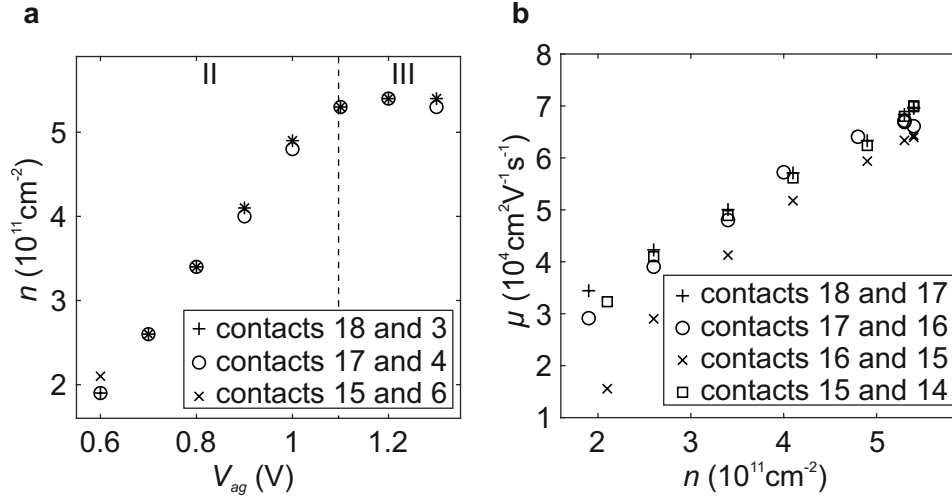 a
II
III
5
4
3
2
n (10¹¹cm⁻²)
contacts 18 and 3
contacts 17 and 4
contacts 15 and 6
0.6
0.8
1
1.2
V_ag (V)
b
8
7
6
5
4
3
2
1
μ (10⁴cm²V⁻¹s⁻¹)
contacts 18 and 17
contacts 17 and 16
contacts 16 and 15
contacts 15 and 14
2
3
4
5
n (10¹¹cm⁻²)